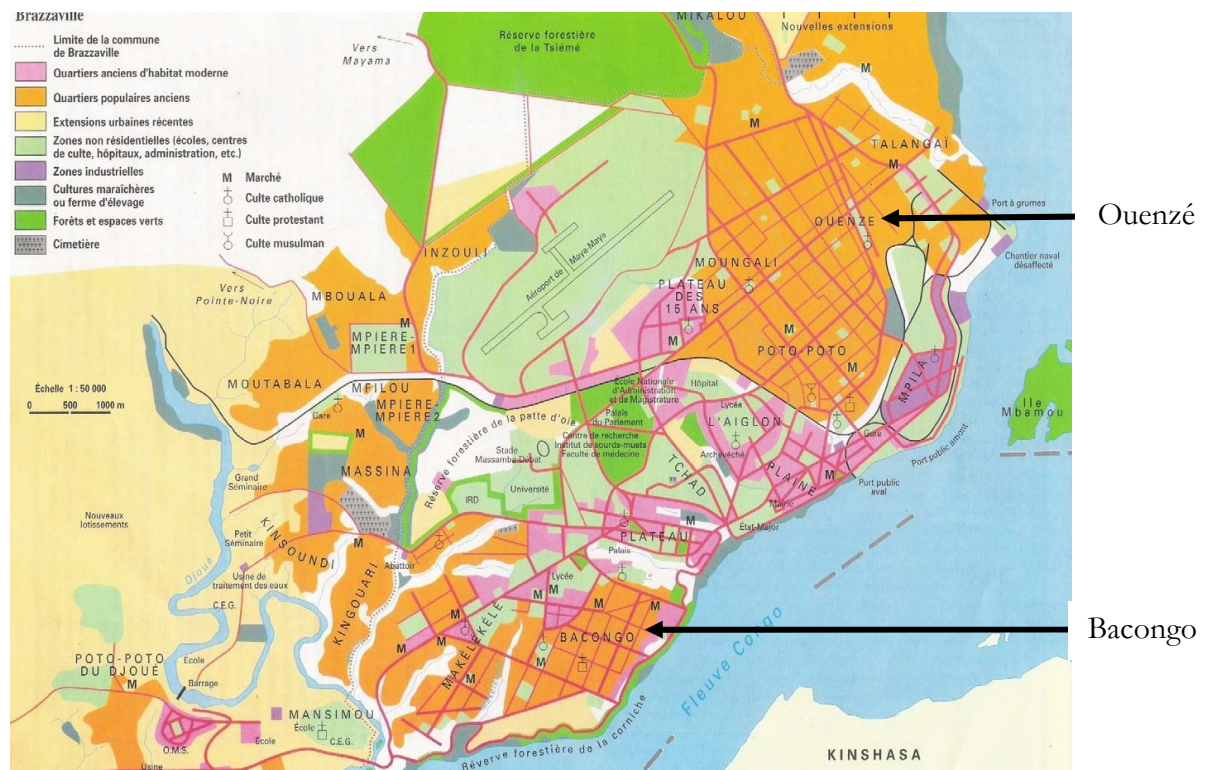 Brazzaville
Limite de la commune
de Brazzaville
Quartiers anciens d'habitat moderne
Quartiers populaires anciens
Extensions urbaines récentes
Zones non résidentielles (écoles, centres
de culte, hôpitaux, administration, etc.)
Zones industrielles
Cultures maraîchères
ou ferme d'élevage
Forêts et espaces verts
Cimetière
M Marché
Culte catholique
Culte protestant
Culte musulman
Vers
Mayama
Réserve forestière
de la Tsiémé
MIKALOU
Nouvelles extensions
M
M
TALANGAÏ
M
Port à grumes
OUENZE
Ouenzé
Chantier naval
désaffecté
INZOULI
Aéroport de Maya-Maya
MOUNGALI
PLATEAU
DES
15 ANS
Vers
Pointe-Noire
MBOUALA
M
MPIERE-
MPIERE1
M
M
POTO-POTO
M
MPILA
Ile
Mbamou
Échelle 1 : 50 000
0 500 1000 m
MOUTABALA
MFILOU
Gare
MPIERE-
MPIERE2
M
École Nationale
d'Administration
et de Magistrature
Hôpital
Palais
du Parlement
Lycée
L'AIGLON
Gare
Port public amont
Réserve forestière de la patte d'oie
Stade
Massamba-Débat
Centre de recherche
Institut de sourds-muets
Faculté de médecine
Archevêché
TCHAD
PLAINE
M
Port public
aval
MASSINA
Grand
Séminaire
IRD
Université
Mairie
État-Major
Nouveaux
lotissements
KINSOUNDI
Petit
Séminaire
M
M
PLATEAU
Palais
Djoué
Usine de
traitement des eaux
C.E.G.
Abattoir
KINGOUARI
Lycée
M
M
M
M
M
M
M
M
MAKÉLÉKÉLÉ
BACONGO
Bacongo
Fleuve Congo
POTO-POTO
DU DJOUÉ
M
École
Barrage
MANSIMOU
École
C.E.G.
O.M.S.
École
Usine
Réverve forestière de la corniche
KINSHASA